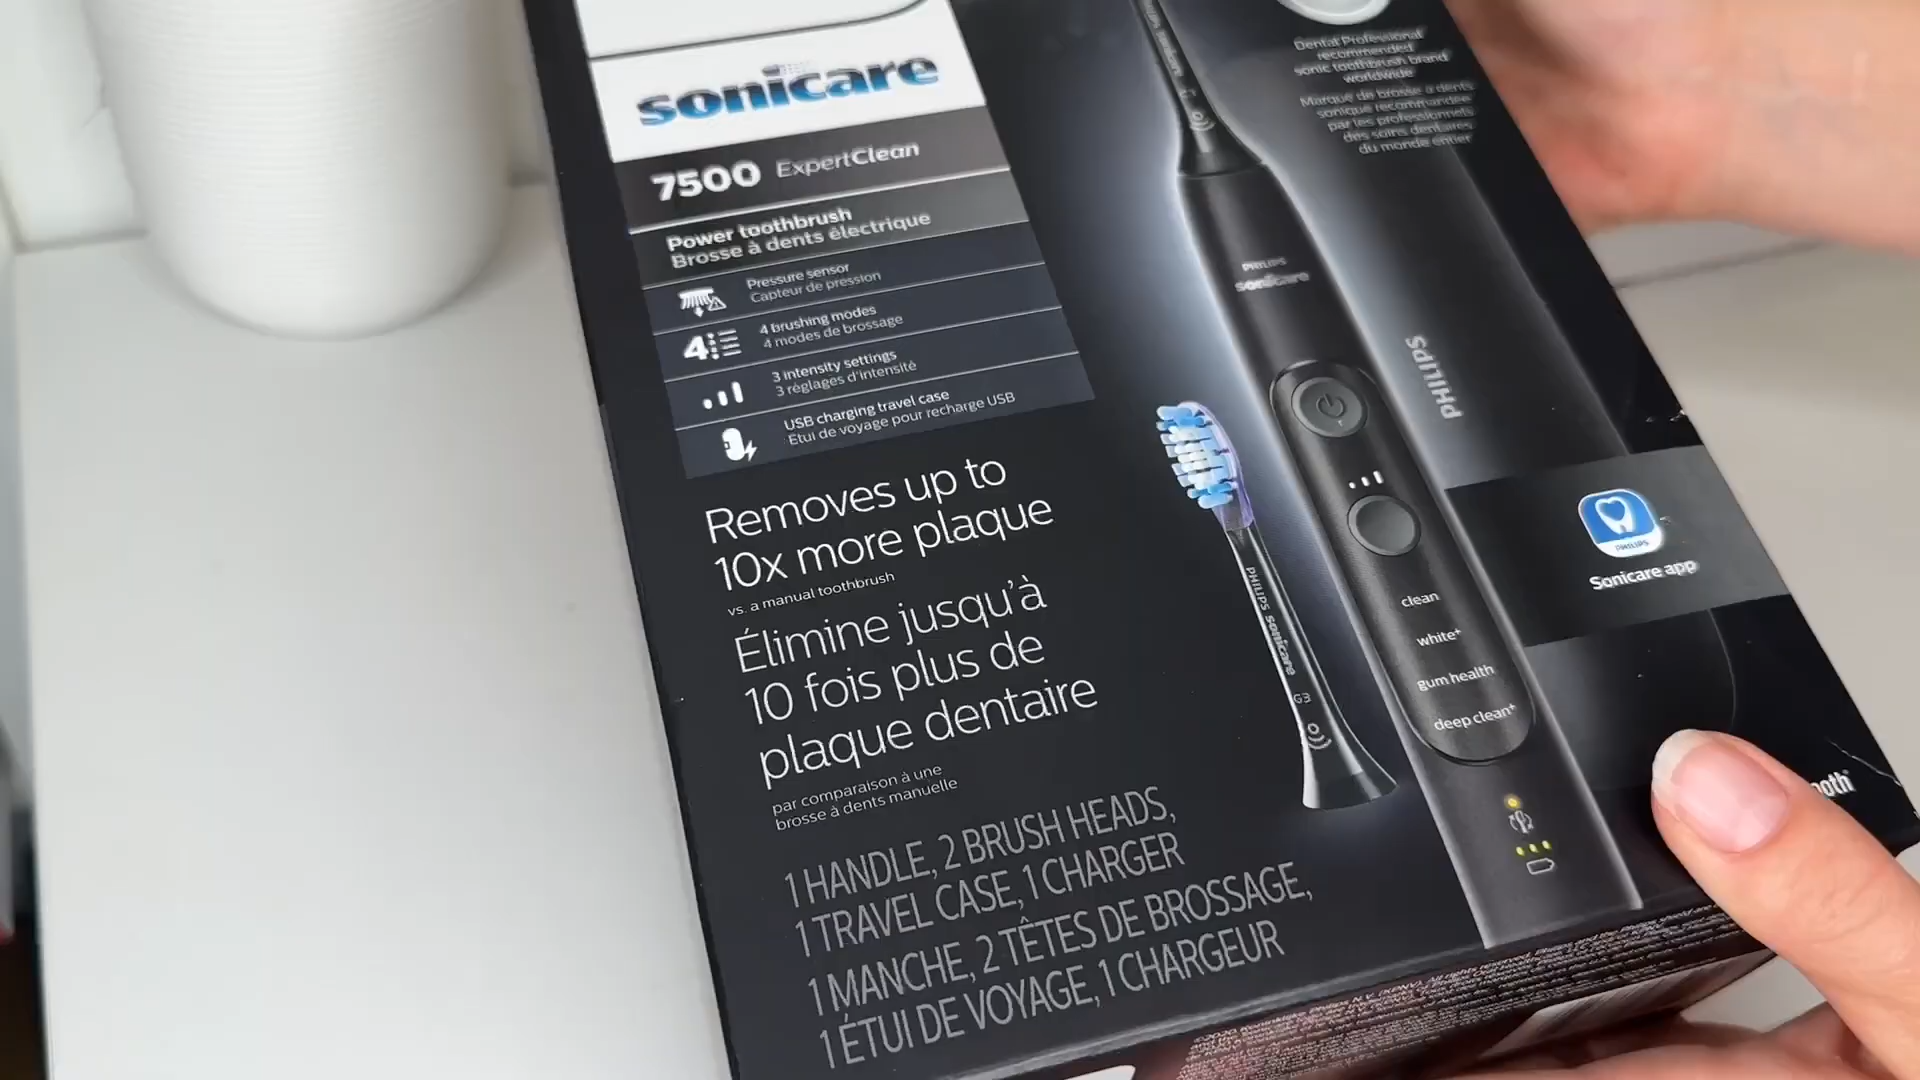 sonicare
7500 ExpertClean
Power toothbrush
Brosse à dents électrique
Pressure sensor
Capteur de pression
4 brushing modes
4 modes de brossage
3 intensity settings
3 réglages d'intensité
USB charging travel case
Étui de voyage pour recharge USB
Removes up to
10x more plaque
vs. a manual toothbrush
Élimine jusqu'à
10 fois plus de
plaque dentaire
par comparaison à une
brosse à dents manuelle
1 HANDLE, 2 BRUSH HEADS,
1 TRAVEL CASE, 1 CHARGER
1 MANCHE, 2 TÊTES DE BROSSAGE,
1 ÉTUI DE VOYAGE, 1 CHARGEUR
Dental Professional
recommended
sonic toothbrush brand
worldwide
Marque de brosse à dents
sonique recommandée
par les professionnels
des soins dentaires
du monde entier
PHILIPS
sonicare
PHILIPS
PHILIPS sonicare
G3
clean
white+
gum health
deep clean+
PHILIPS
Sonicare app
ooth